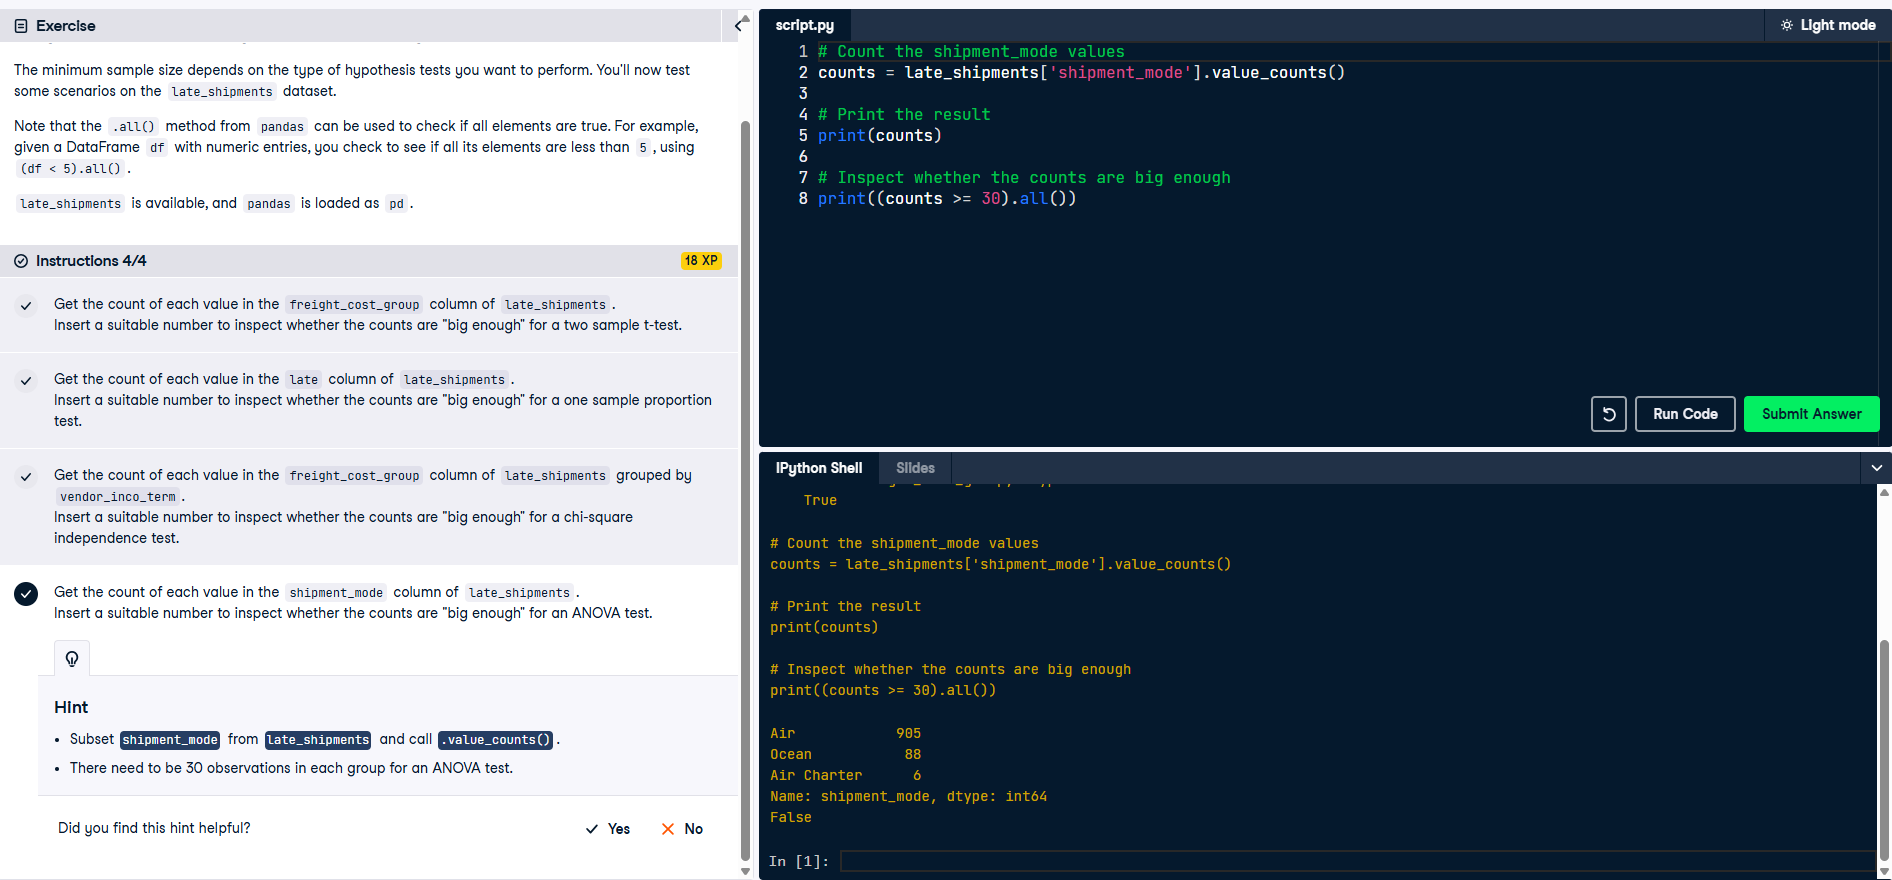 Exercise
The minimum sample size depends on the type of hypothesis tests you want to perform. You'll now test
some scenarios on the late_shipments dataset.
Note that the .all() method from pandas can be used to check if all elements are true. For example,
given a DataFrame df with numeric entries, you check to see if all its elements are less than 5, using
(df < 5).all().
late_shipments is available, and pandas is loaded as pd.
Instructions 4/4
18 XP
Get the count of each value in the freight_cost_group column of late_shipments.
Insert a suitable number to inspect whether the counts are "big enough" for a two sample t-test.
Get the count of each value in the late column of late_shipments.
Insert a suitable number to inspect whether the counts are "big enough" for a one sample proportion
test.
Get the count of each value in the freight_cost_group column of late_shipments grouped by
vendor_inco_term.
Insert a suitable number to inspect whether the counts are "big enough" for a chi-square
independence test.
Get the count of each value in the shipment_mode column of late_shipments.
Insert a suitable number to inspect whether the counts are "big enough" for an ANOVA test.
Hint
• Subset shipment_mode from late_shipments and call .value_counts().
• There need to be 30 observations in each group for an ANOVA test.
Did you find this hint helpful?
Yes
No
script.py
Light mode
1 # Count the shipment_mode values
2 counts = late_shipments['shipment_mode'].value_counts()
3
4 # Print the result
5 print(counts)
6
7 # Inspect whether the counts are big enough
8 print((counts >= 30).all())
Run Code
Submit Answer
IPython Shell
Slides
True
# Count the shipment_mode values
counts = late_shipments['shipment_mode'].value_counts()
# Print the result
print(counts)
# Inspect whether the counts are big enough
print((counts >= 30).all())
Air 905
Ocean 88
Air Charter 6
Name: shipment_mode, dtype: int64
False
In [1]: